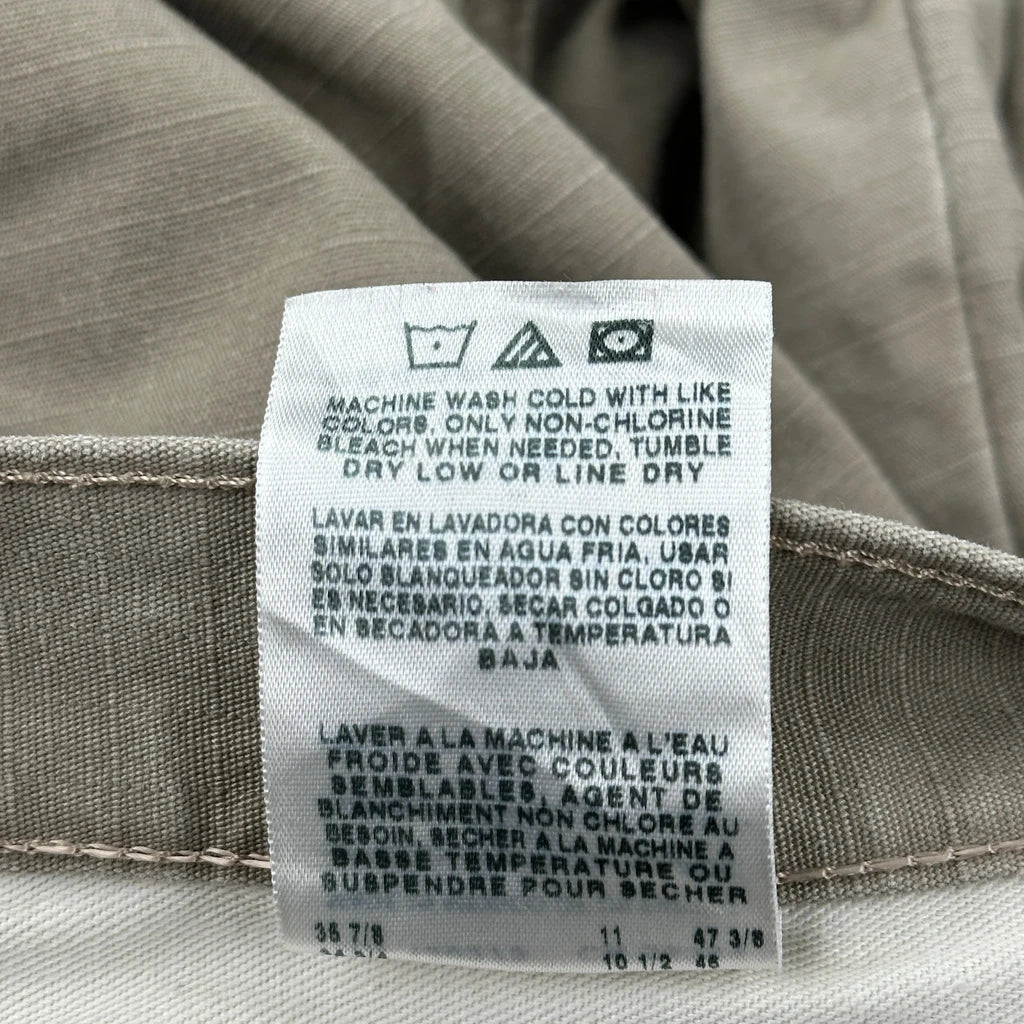 MACHINE WASH COLD WITH LIKE
COLORS, ONLY NON-CHLORINE
BLEACH WHEN NEEDED, TUMBLE
DRY LOW OR LINE DRY
LAVAR EN LAVADORA CON COLORES
SIMILARES EN AGUA FRIA, USAR
SOLO BLANQUEADOR SIN CLORO SI
ES NECESARIO, SECAR COLGADO O
EN SECADORA A TEMPERATURA
BAJA
LAVER A LA MACHINE A L'EAU
FROIDE AVEC COULEURS
SEMBLABLES, AGENT DE
BLANCHIMENT NON CHLORE AU
BESOIN, SECHER A LA MACHINE A
BASSE TEMPERATURE OU
SUSPENDRE POUR SECHER
35 7/8 11 47 3/8
10 1/2 46